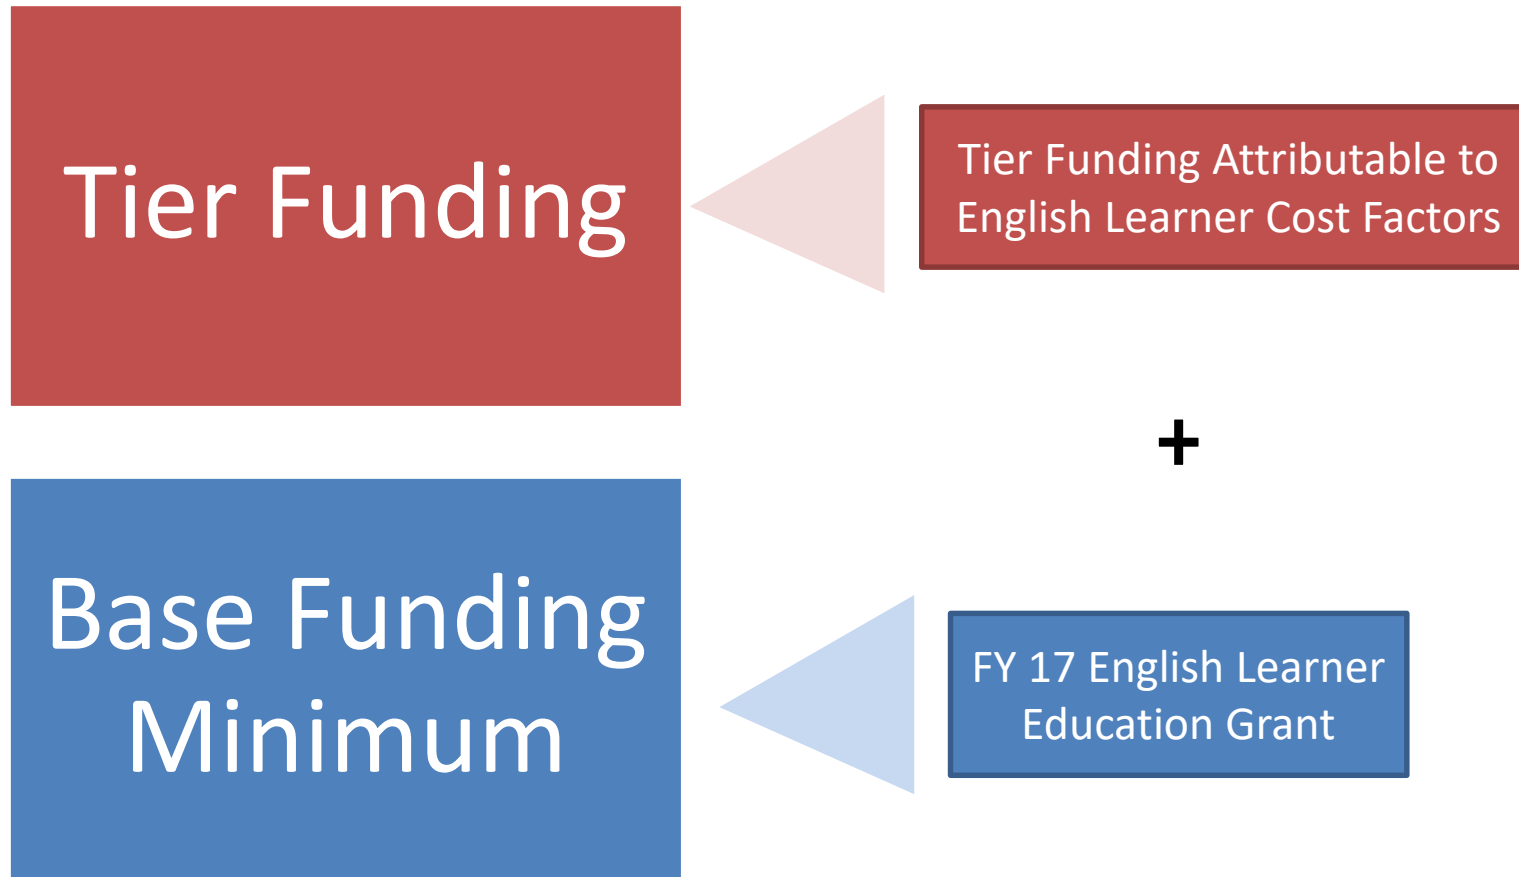 Tier Funding
Tier Funding Attributable to
English Learner Cost Factors
+
Base Funding
Minimum
FY 17 English Learner
Education Grant